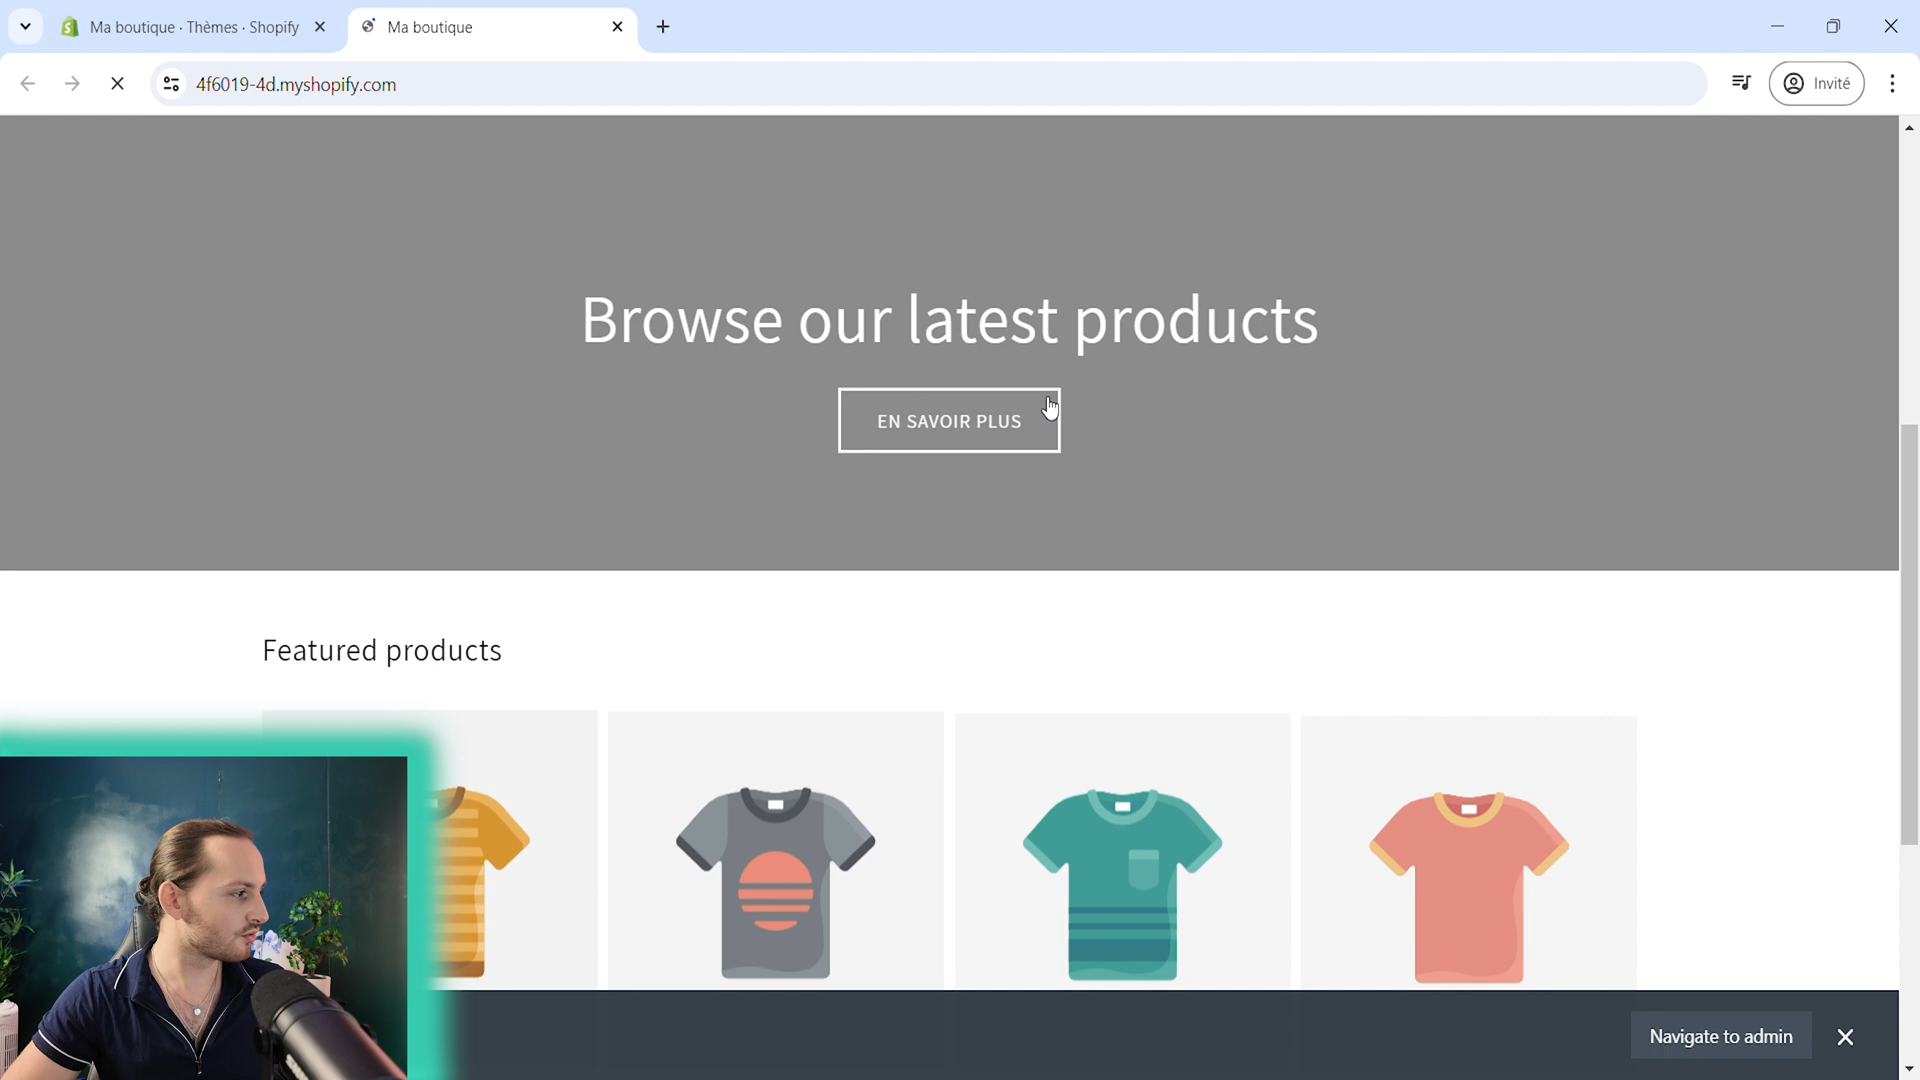 Ma boutique · Thèmes · Shopify
Ma boutique
4f6019-4d.myshopify.com
Invité
Browse our latest products
EN SAVOIR PLUS
Featured products
Navigate to admin